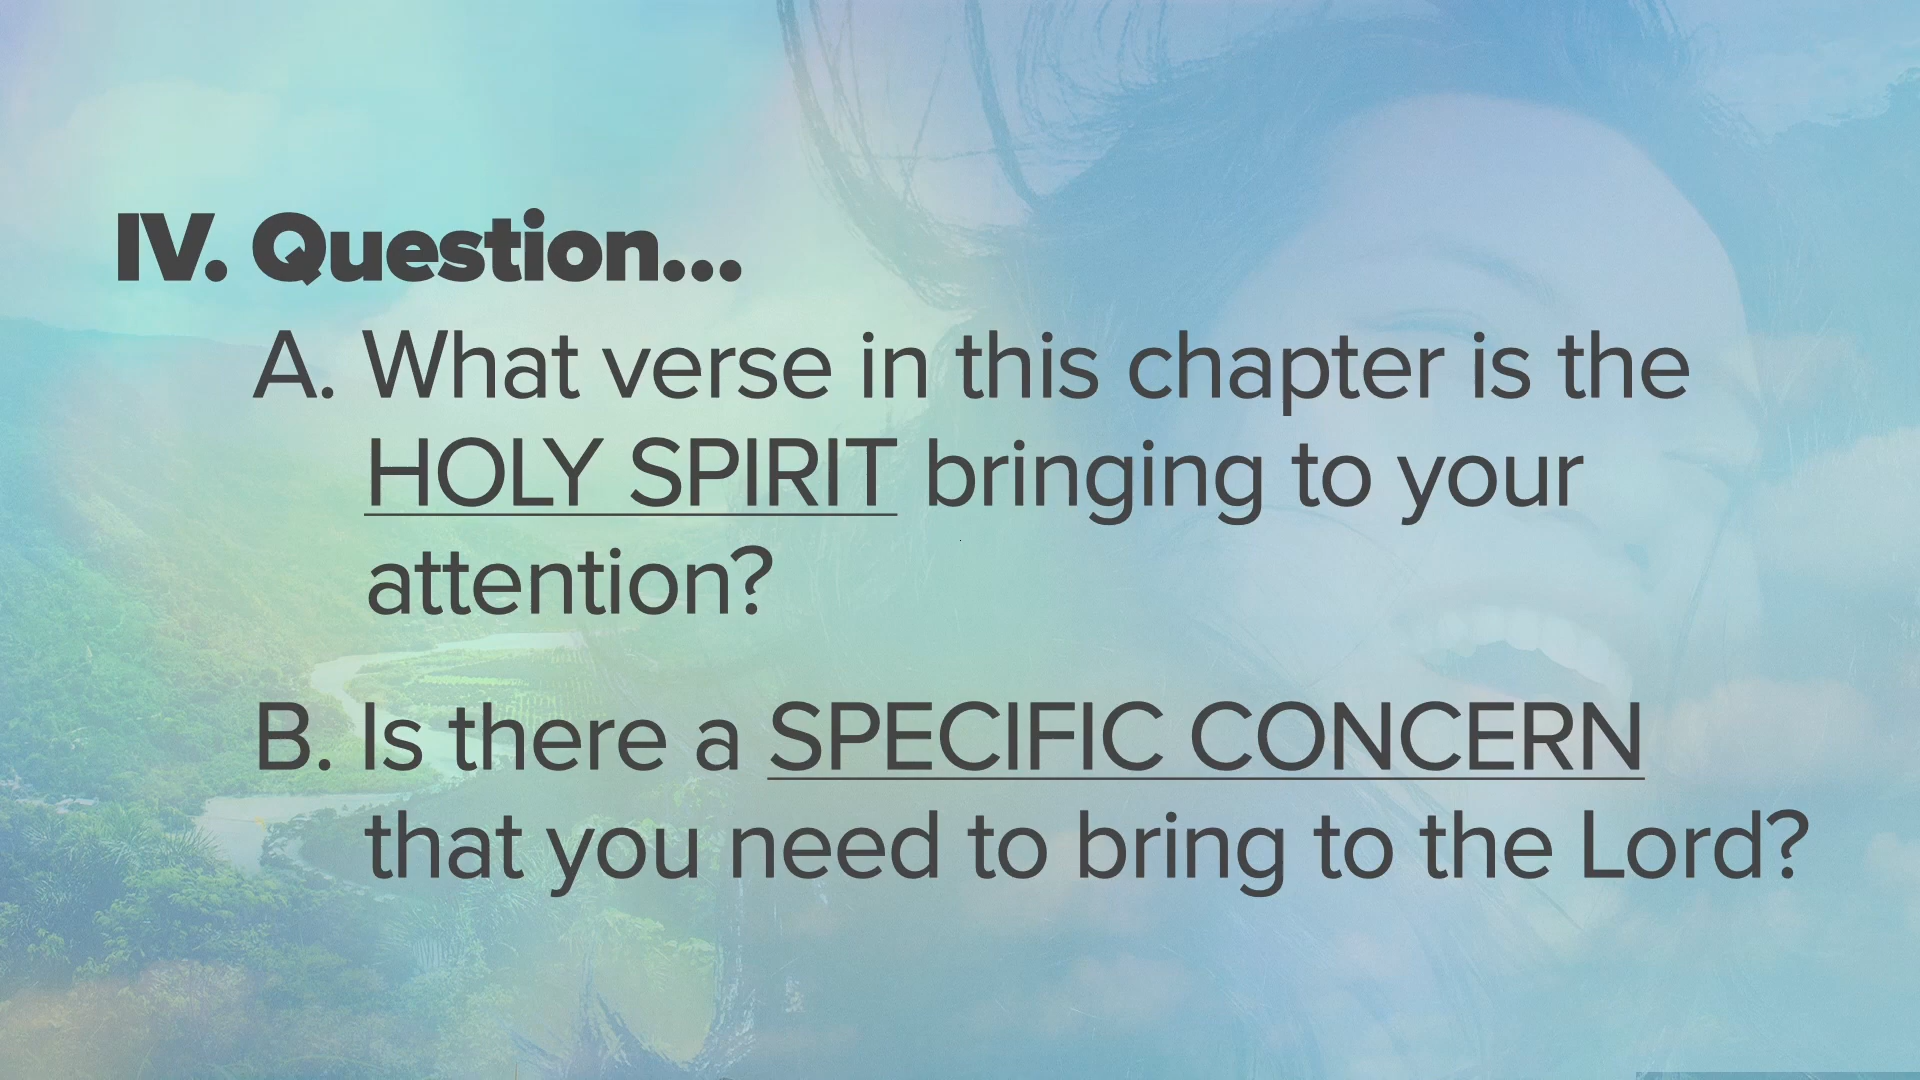 IV. Question...
A. What verse in this chapter is the
HOLY SPIRIT bringing to your
attention?
B. Is there a SPECIFIC CONCERN
that you need to bring to the Lord?